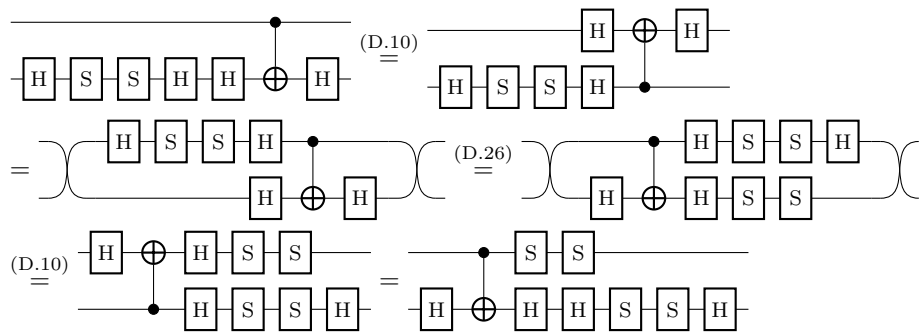 (D.10) H H
H S S H H H = H S S H
H S S H (D.26) H S S H
= H H = H H S S
(D.10) H H S S = S S
= H S S H H H H S S H